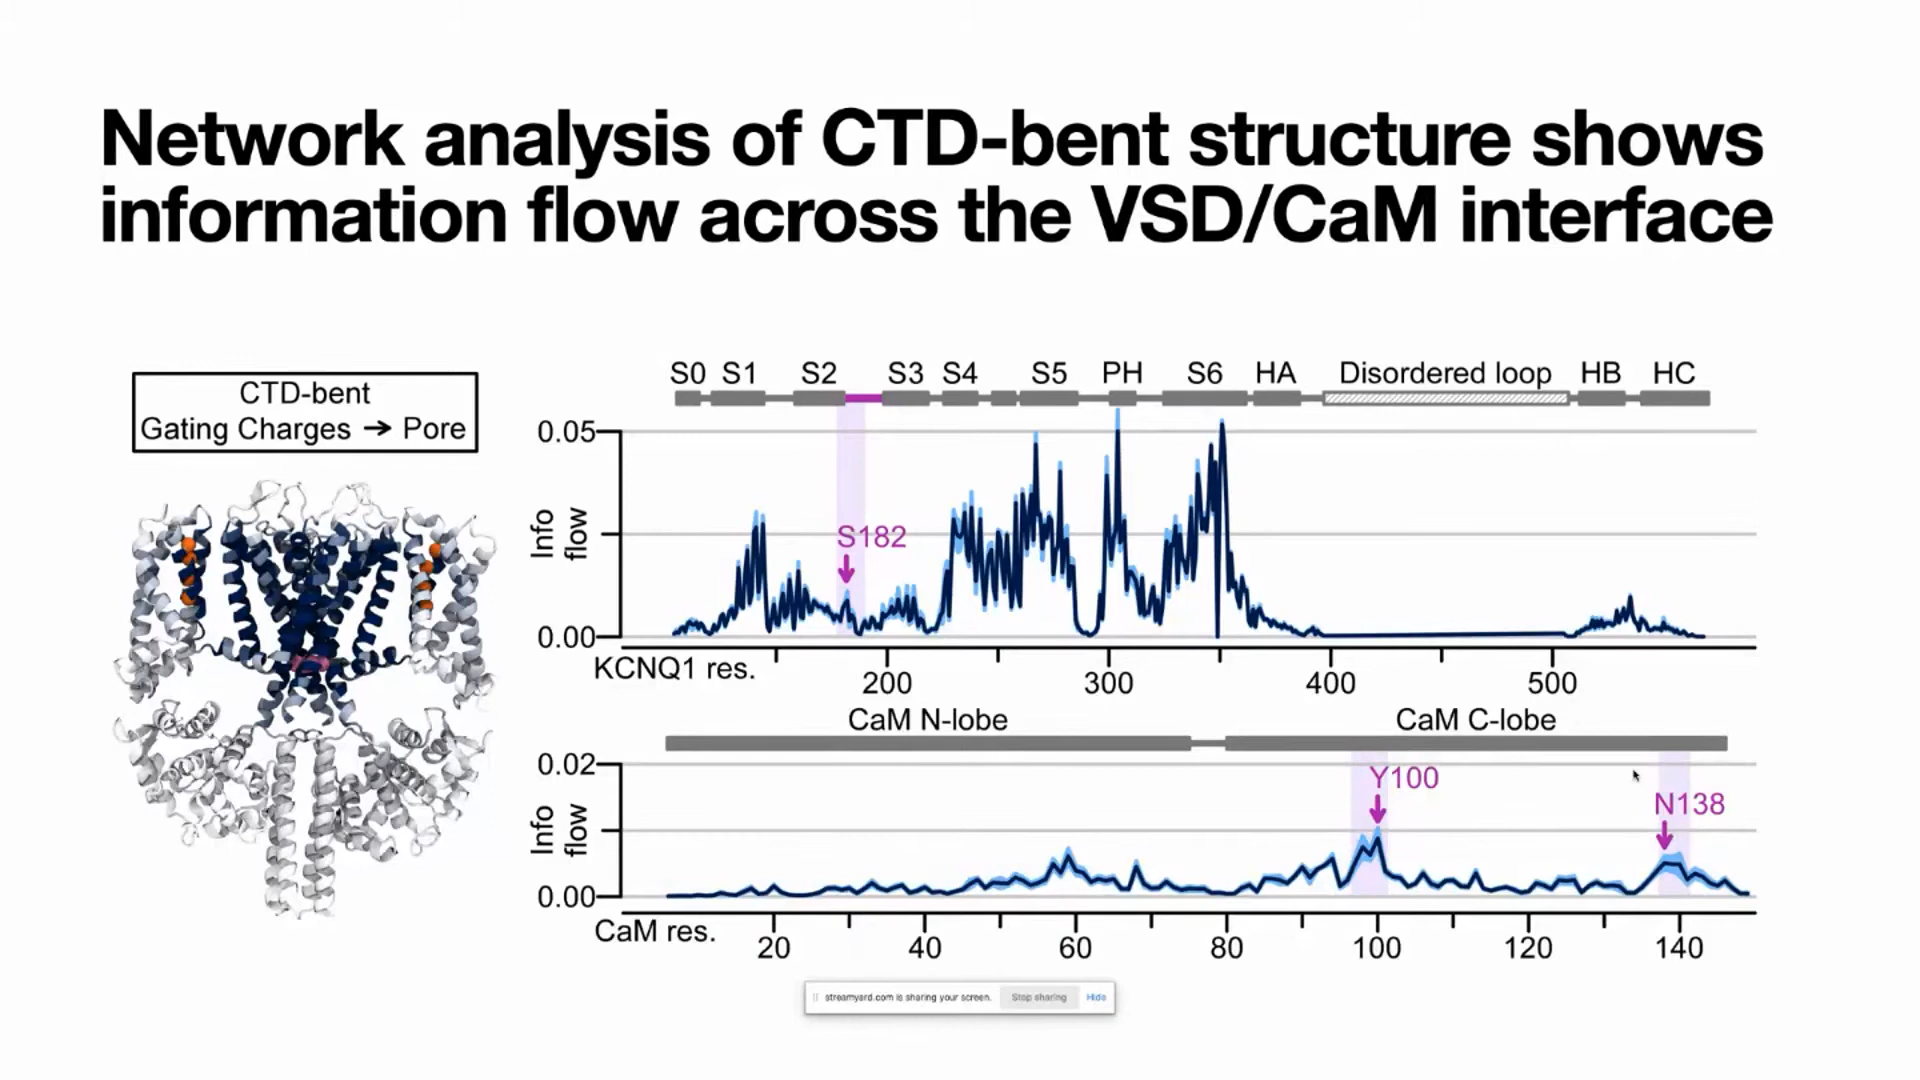 Network analysis of CTD-bent structure shows
information flow across the VSD/CaM interface
CTD-bent
Gating Charges → Pore
S0 S1 S2 S3 S4 S5 PH S6 HA Disordered loop HB HC
0.05
Info
flow
S182
0.00
KCNQ1 res.
200 300 400 500
CaM N-lobe CaM C-lobe
0.02
Info
flow
Y100
N138
0.00
CaM res.
20 40 60 80 100 120 140
streamyard.com is sharing your screen. Stop sharing Hide